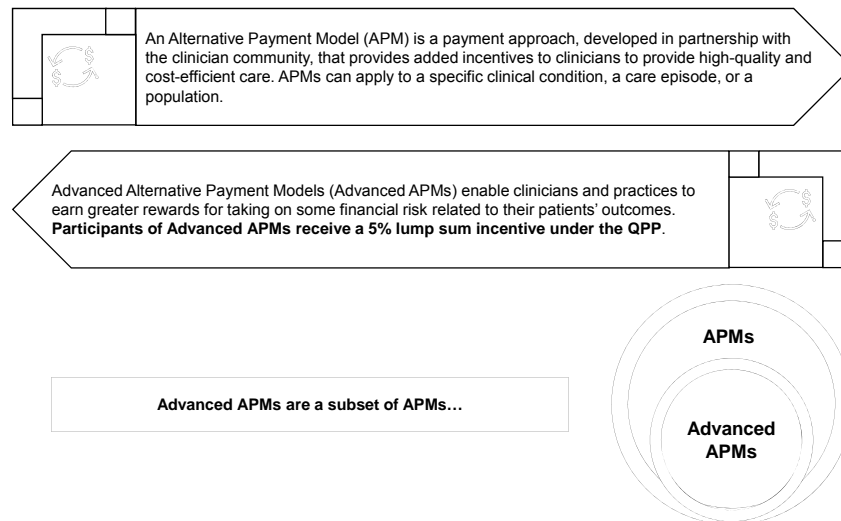 An Alternative Payment Model (APM) is a payment approach, developed in partnership with
the clinician community, that provides added incentives to clinicians to provide high-quality and
cost-efficient care. APMs can apply to a specific clinical condition, a care episode, or a
population.
Advanced Alternative Payment Models (Advanced APMs) enable clinicians and practices to
earn greater rewards for taking on some financial risk related to their patients’ outcomes.
Participants of Advanced APMs receive a 5% lump sum incentive under the QPP.
APMs
Advanced APMs are a subset of APMs…
Advanced
APMs